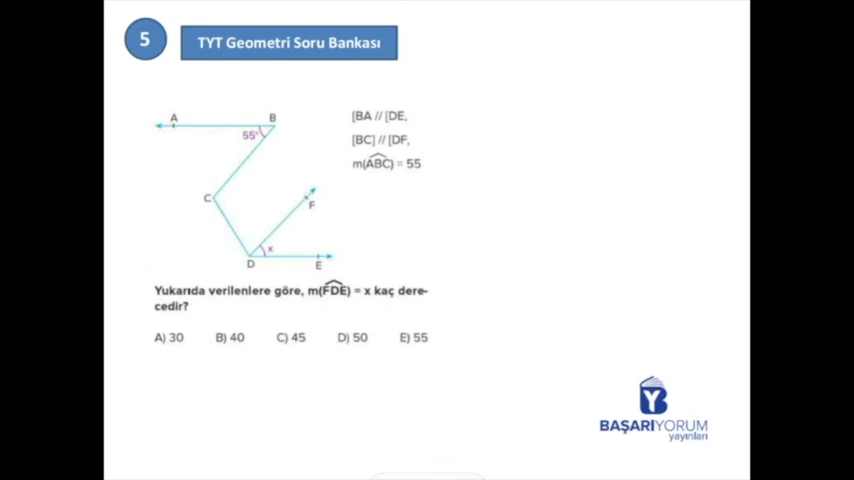 5
TYT Geometri Soru Bankası
A
B
55°
C
F
x
D
E
[BA // [DE,
[BC] // [DF,
m(ABC) = 55
Yukarıda verilenlere göre, m(FDE) = x kaç dere-
cedir?
A) 30 B) 40 C) 45 D) 50 E) 55
BAŞARIYORUM
yayınları